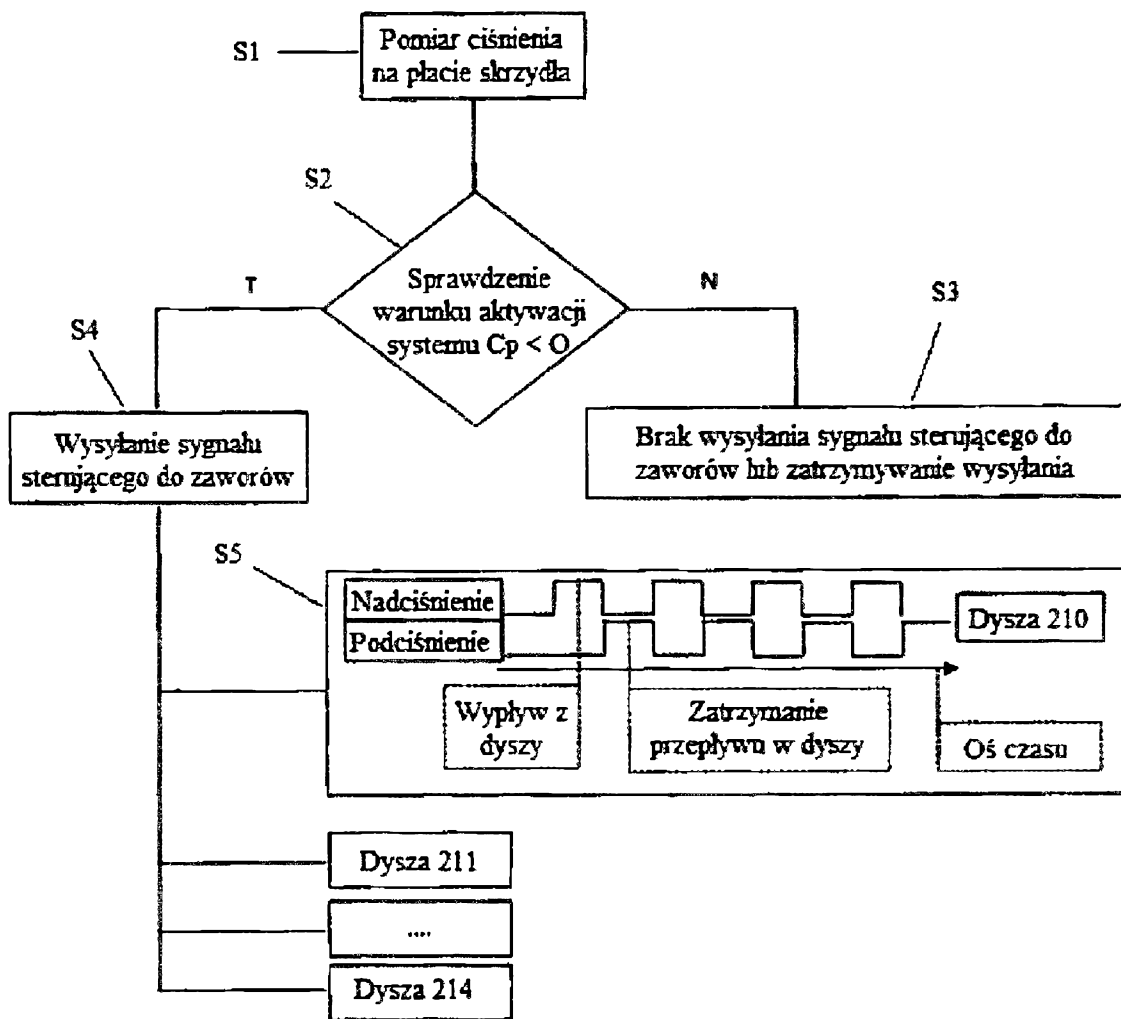 S1
Pomiar ciśnienia
na płacie skrzydła
S2
Sprawdzenie
warunku aktywacji
systemu Cp < O
T
N
S3
S4
Wysyłanie sygnału
sterującego do zaworów
Brak wysyłania sygnału sterującego do
zaworów lub zatrzymywanie wysyłania
S5
Nadciśnienie
Podciśnienie
Dysza 210
Wypływ z
dyszy
Zatrzymanie
przepływu w dyszy
Oś czasu
Dysza 211
....
Dysza 214